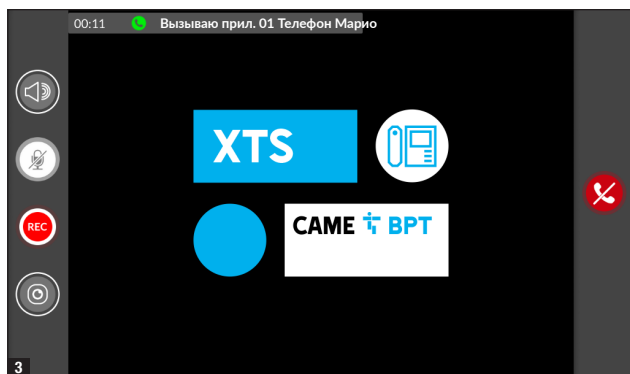 00:11 Вызываю прил. 01 Телефон Марио
XTS
CAME BPT
REC
3